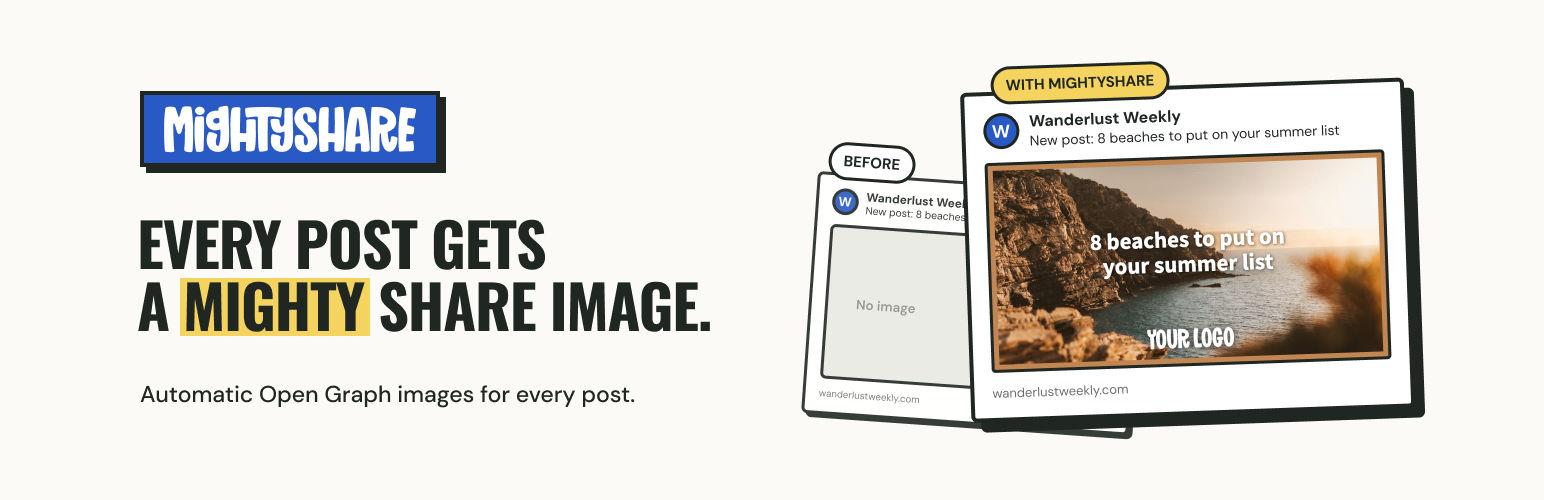 MightySHARE
EVERY POST GETS
A MIGHTY SHARE IMAGE.
Automatic Open Graph images for every post.
BEFORE
W
Wanderlust Week
New post: 8 beaches
No image
wanderlustweekly.com
WITH MIGHTYSHARE
W
Wanderlust Weekly
New post: 8 beaches to put on your summer list
8 beaches to put on
your summer list
YOUR LOGO
wanderlustweekly.com